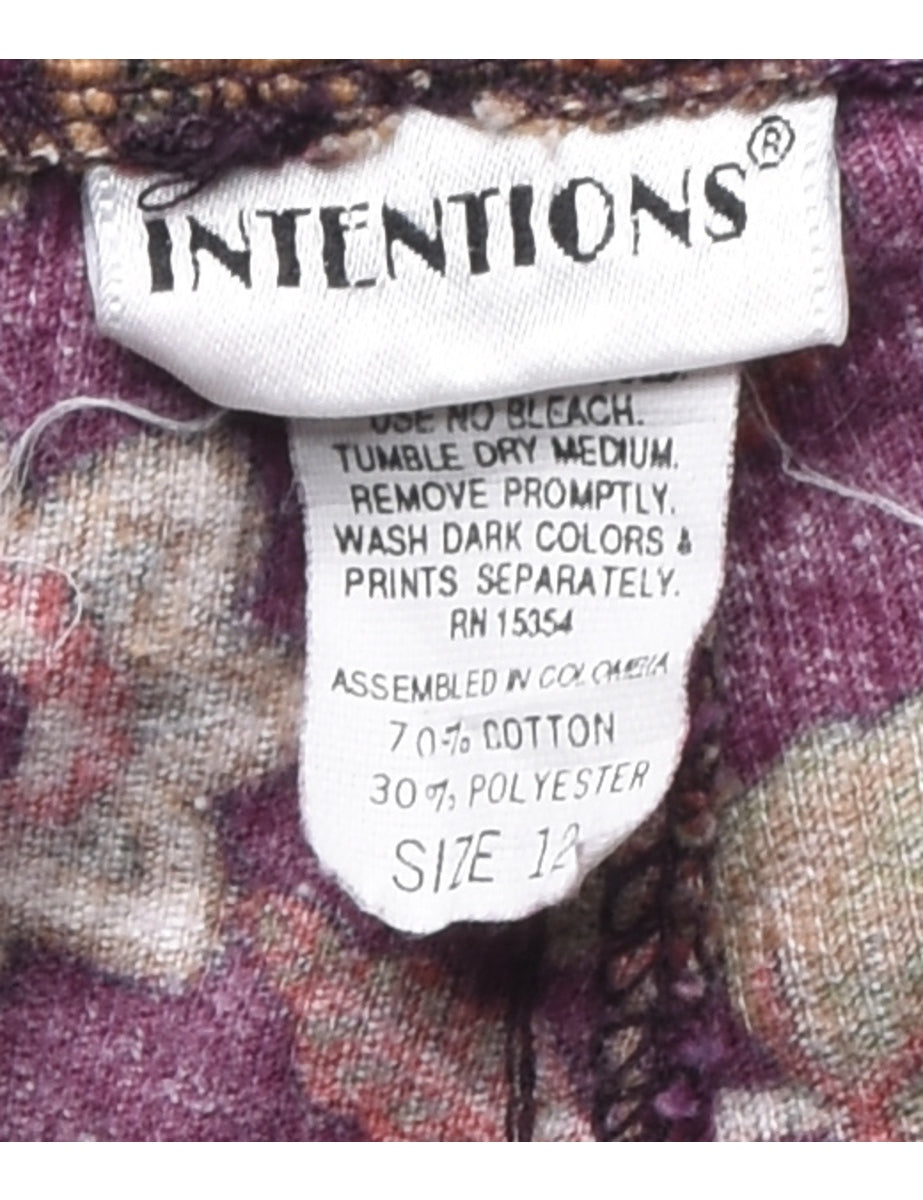 INTENTIONS®
USE NO BLEACH.
TUMBLE DRY MEDIUM.
REMOVE PROMPTLY.
WASH DARK COLORS &
PRINTS SEPARATELY.
RN 15354
ASSEMBLED IN COLOMBIA
70% COTTON
30% POLYESTER
SIZE 12